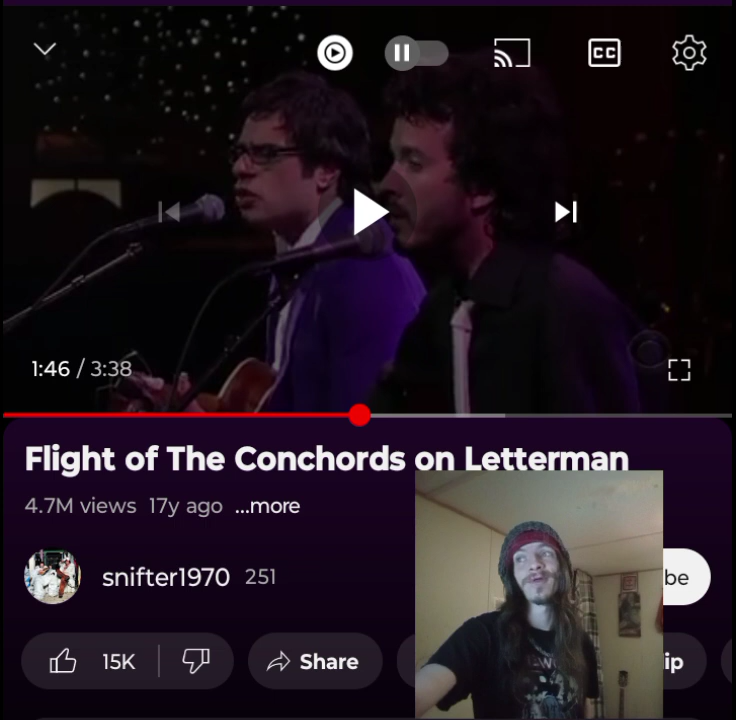 CC
1:46 / 3:38
Flight of The Conchords on Letterman
4.7M views 17y ago ...more
snifter1970 251
be
15K
Share
ip